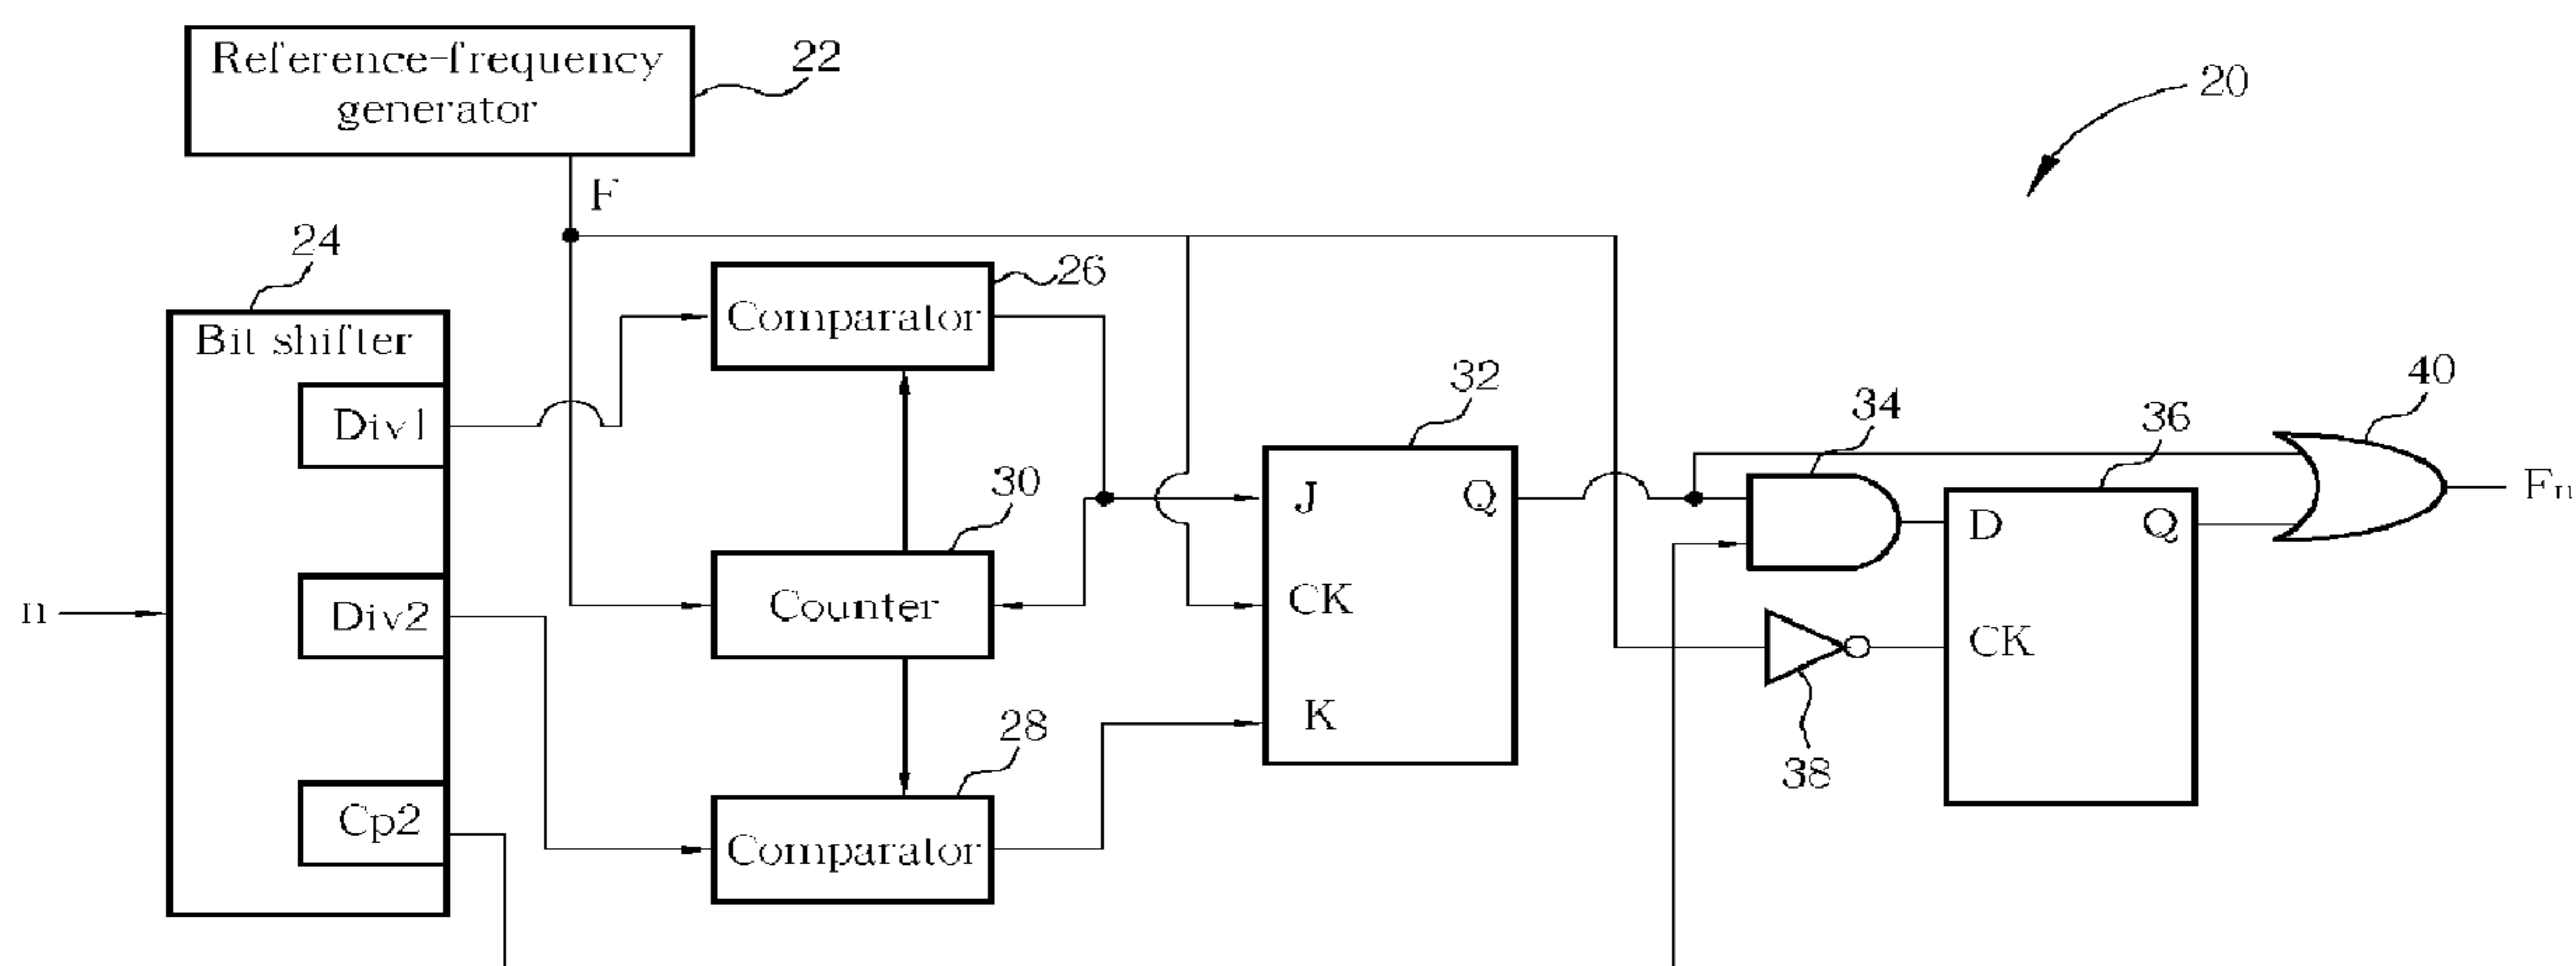 Reference-frequency
generator
22
20
F
24
Bit shifter
Div1
Div2
Cp2
n
26
Comparator
30
Counter
28
Comparator
32
J
Q
CK
K
34
36
D
Q
CK
38
40
Fn